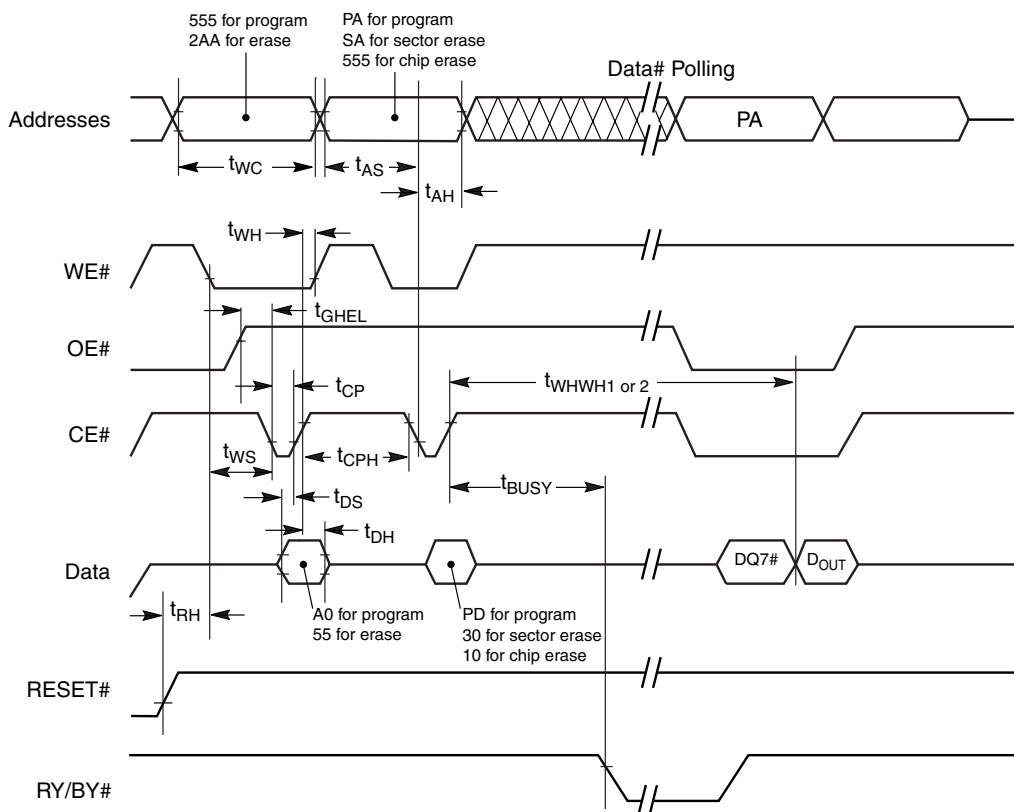 555 for program
2AA for erase
PA for program
SA for sector erase
555 for chip erase
Data# Polling
Addresses
PA
tWC
tAS
tAH
tWH
WE#
tGHEL
OE#
tCP
tWHWH1 or 2
CE#
tWS
tCPH
tDS
tBUSY
tDH
Data
DQ7#
DOUT
tRH
A0 for program
55 for erase
PD for program
30 for sector erase
10 for chip erase
RESET#
RY/BY#